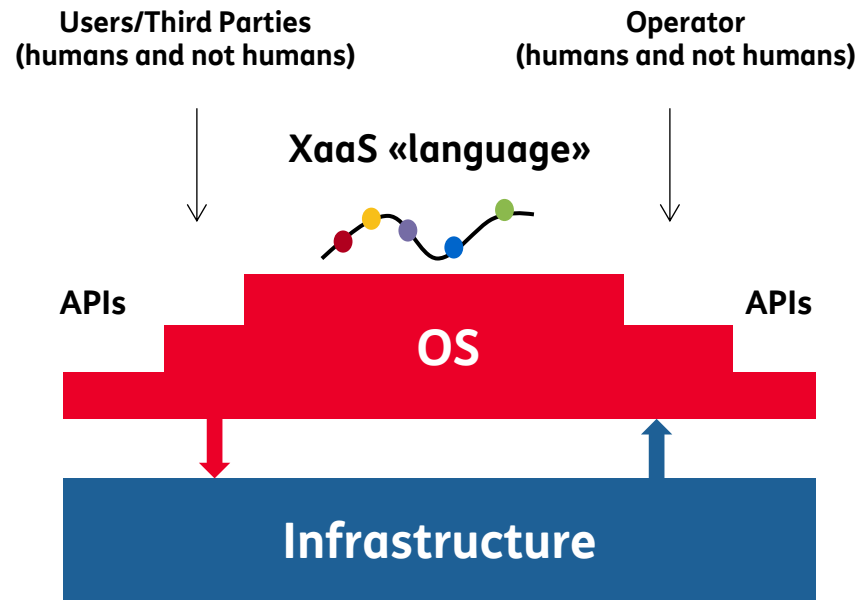 Users/Third Parties
(humans and not humans)
Operator
(humans and not humans)
XaaS «language»
APIs
APIs
OS
Infrastructure